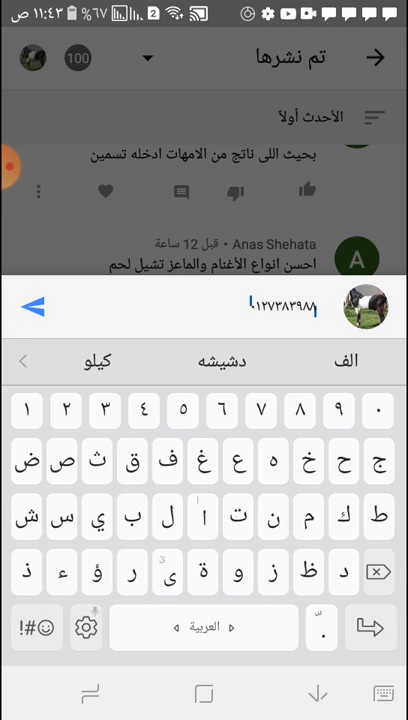 ١١:٤٣ ص
٪٦٧
2
تم نشرها
100
الأحدث أولاً
بحيث اللى ناتج من الامهات ادخله تسمين
Anas Shehata • قبل 12 ساعة
A
احسن انواع الأغنام والماعز تشيل لحم
٠١٢٧٣٨٣٩٨٨
الف
دشيشه
كيلو
١ ٢ ٣ ٤ ٥ ٦ ٧ ٨ ٩ ٠
ض ص ث ق ف غ ع ه خ ح ج
ش س ي ب ل ا ت ن م ك ط
ذ ء ؤ ر ى ة و ز ظ د
!#☺
العربية
.